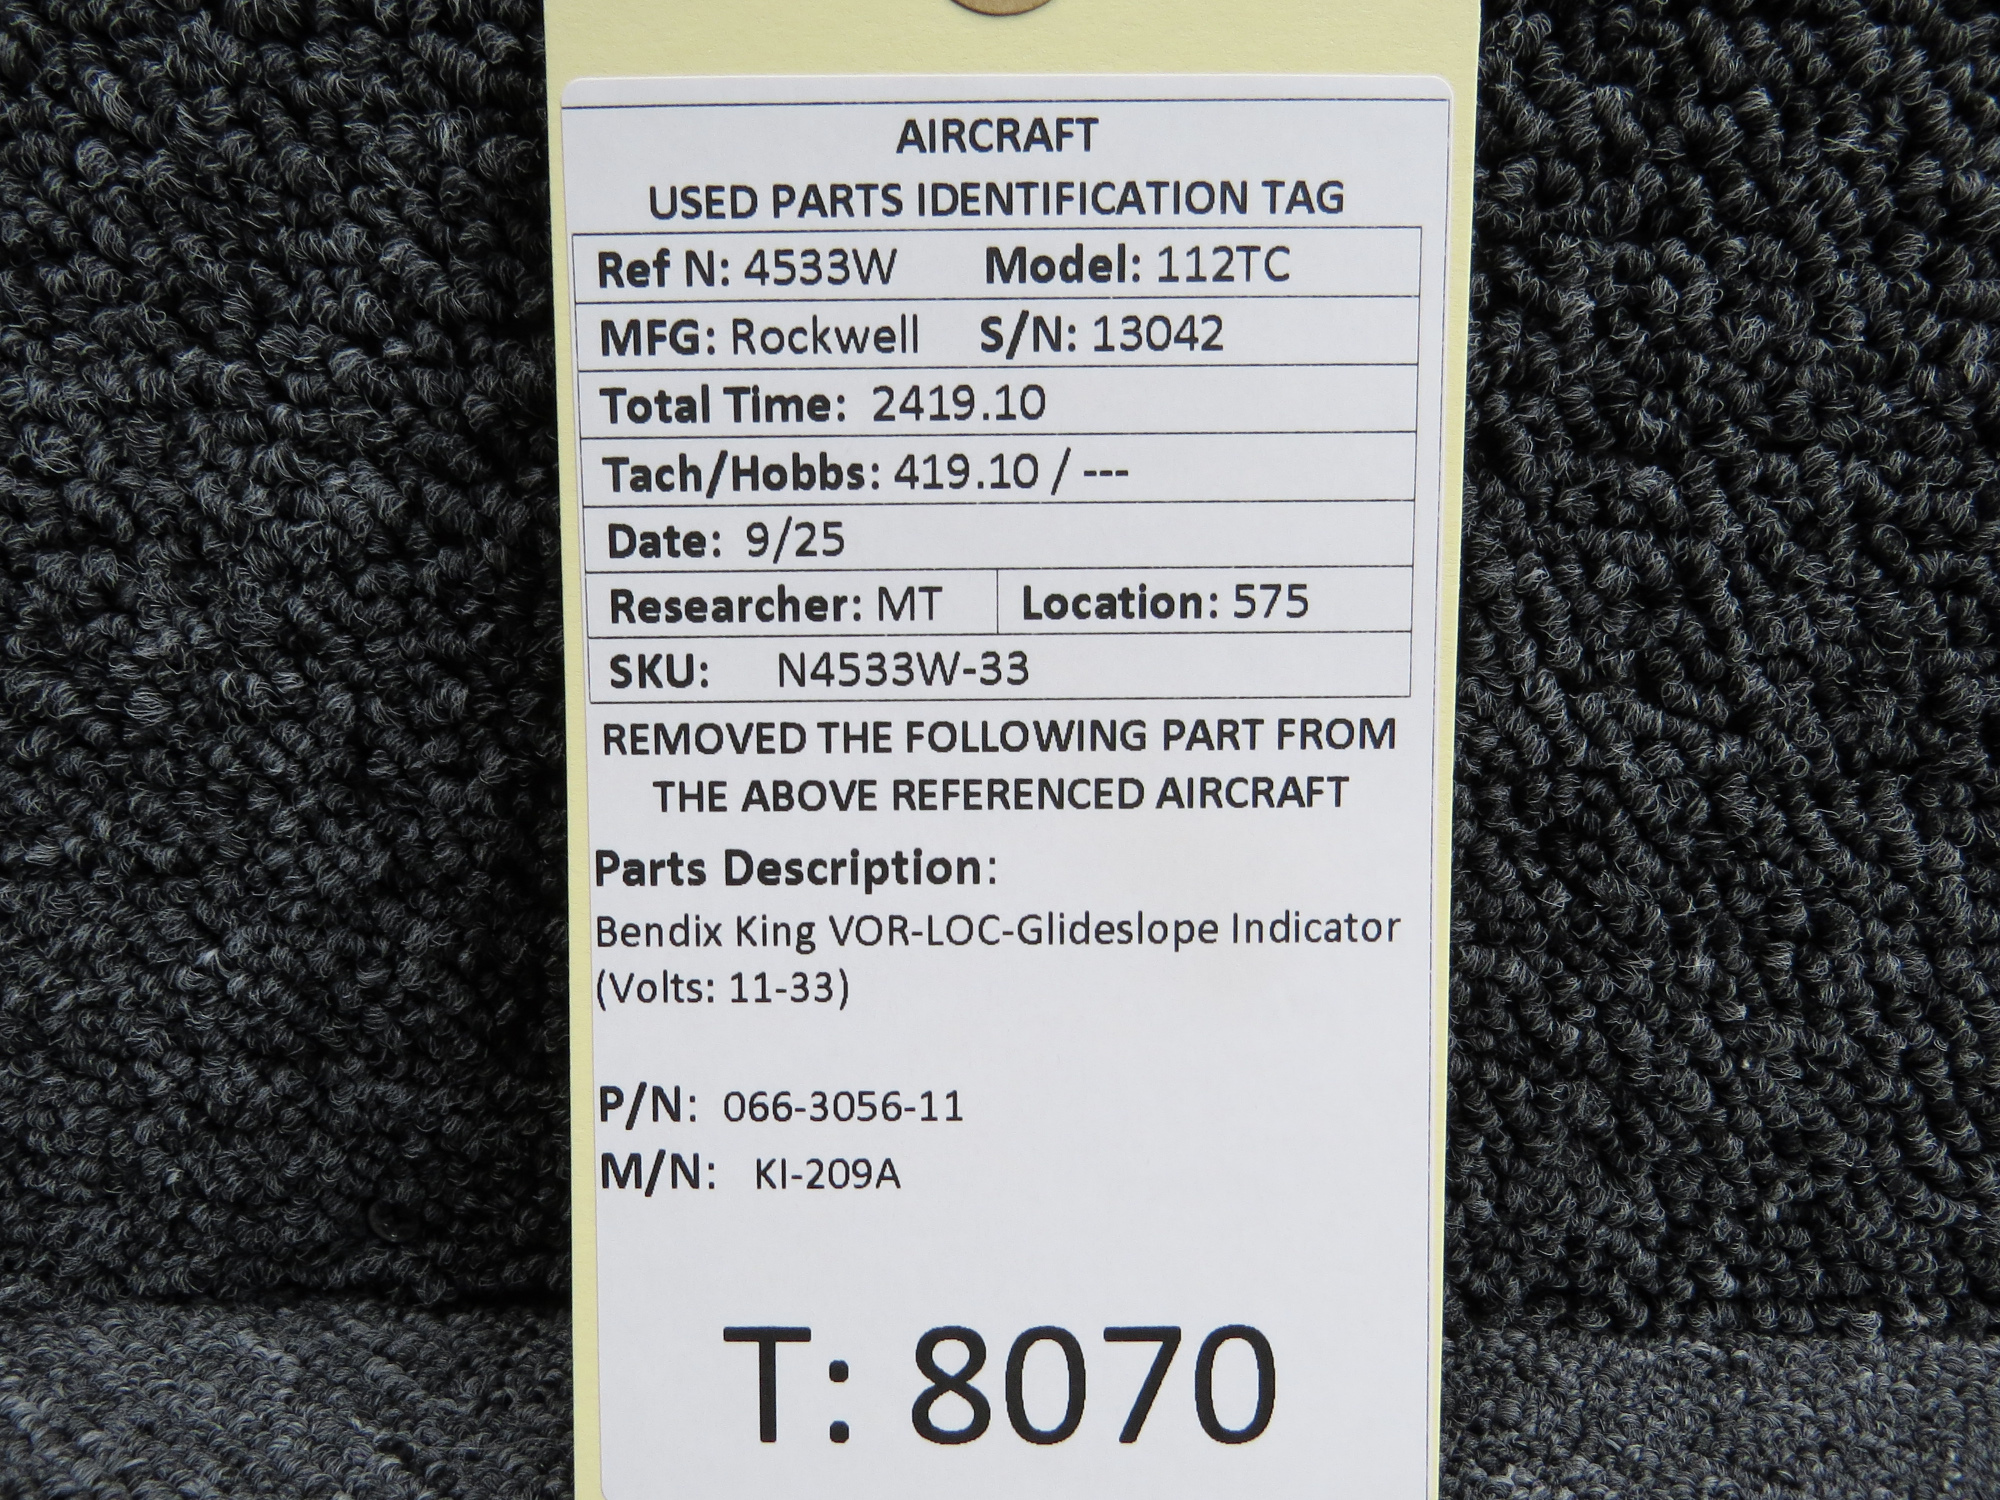 AIRCRAFT
USED PARTS IDENTIFICATION TAG
Ref N: 4533W Model: 112TC
MFG: Rockwell S/N: 13042
Total Time: 2419.10
Tach/Hobbs: 419.10 / ---
Date: 9/25
Researcher: MT Location: 575
SKU: N4533W-33
REMOVED THE FOLLOWING PART FROM
THE ABOVE REFERENCED AIRCRAFT
Parts Description:
Bendix King VOR-LOC-Glideslope Indicator
(Volts: 11-33)
P/N: 066-3056-11
M/N: KI-209A
T: 8070